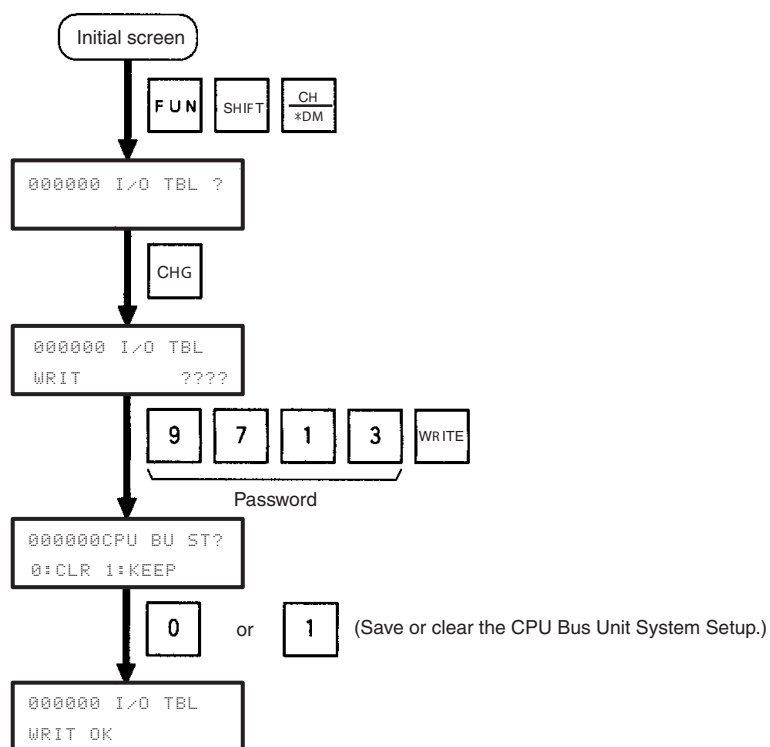 Initial screen
FUN SHIFT CH
*DM
000000 I/O TBL ?
CHG
000000 I/O TBL
WRIT ????
9 7 1 3 WRITE
Password
000000CPU BU ST?
0:CLR 1:KEEP
0 or 1 (Save or clear the CPU Bus Unit System Setup.)
000000 I/O TBL
WRIT OK